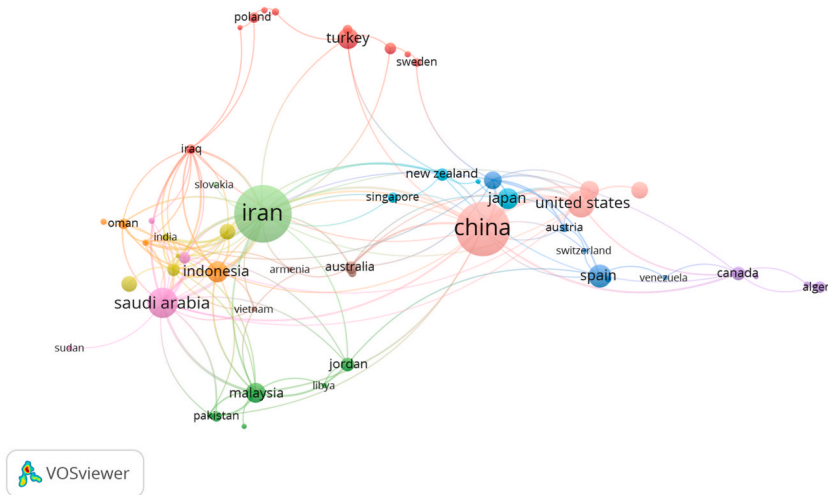 poland
turkey
sweden
iraq
slovakia
new zealand
singapore
japan
united states
iran
china
oman
india
austria
switzerland
indonesia
armenia
australia
spain
venezuela
canada
alger
saudi arabia
vietnam
sudan
jordan
libya
malaysia
pakistan
VOSviewer